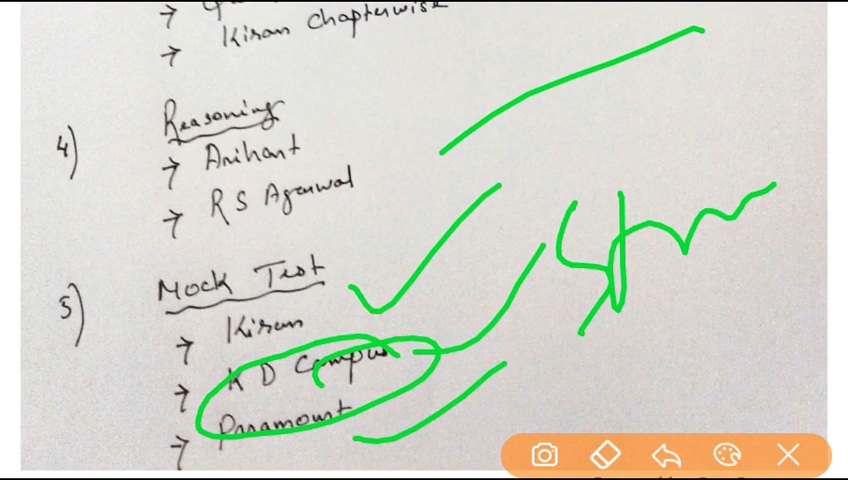 Kiran Chapterwise
4) Reasoning
→ Arihant
→ R S Agarwal
5) Mock Test
→ Kiran
→ K D Campus
→ Paramount